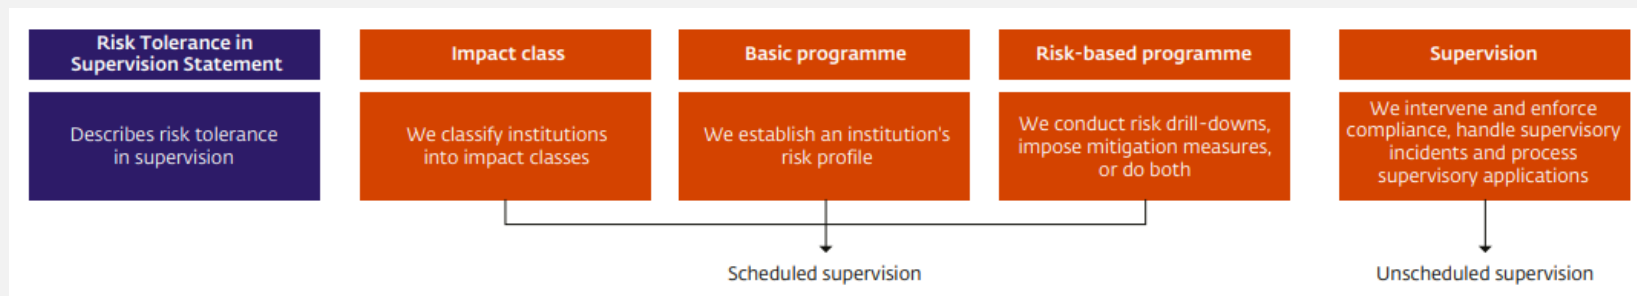 Risk Tolerance in
Supervision Statement
Describes risk tolerance
in supervision
Impact class
We classify institutions
into impact classes
Basic programme
We establish an institution's
risk profile
Risk-based programme
We conduct risk drill-downs,
impose mitigation measures,
or do both
Supervision
We intervene and enforce
compliance, handle supervisory
incidents and process
supervisory applications
Scheduled supervision
Unscheduled supervision